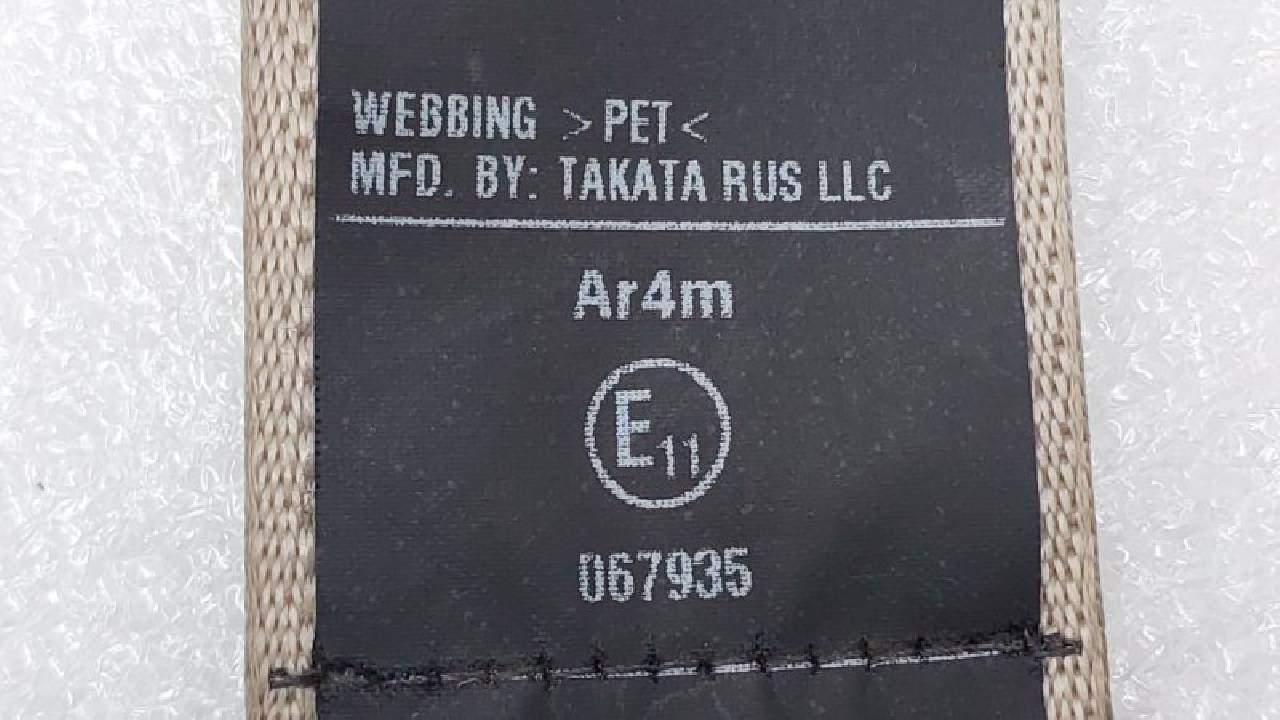 WEBBING >PET<
MFD. BY: TAKATA RUS LLC
Ar4m
E11
067935